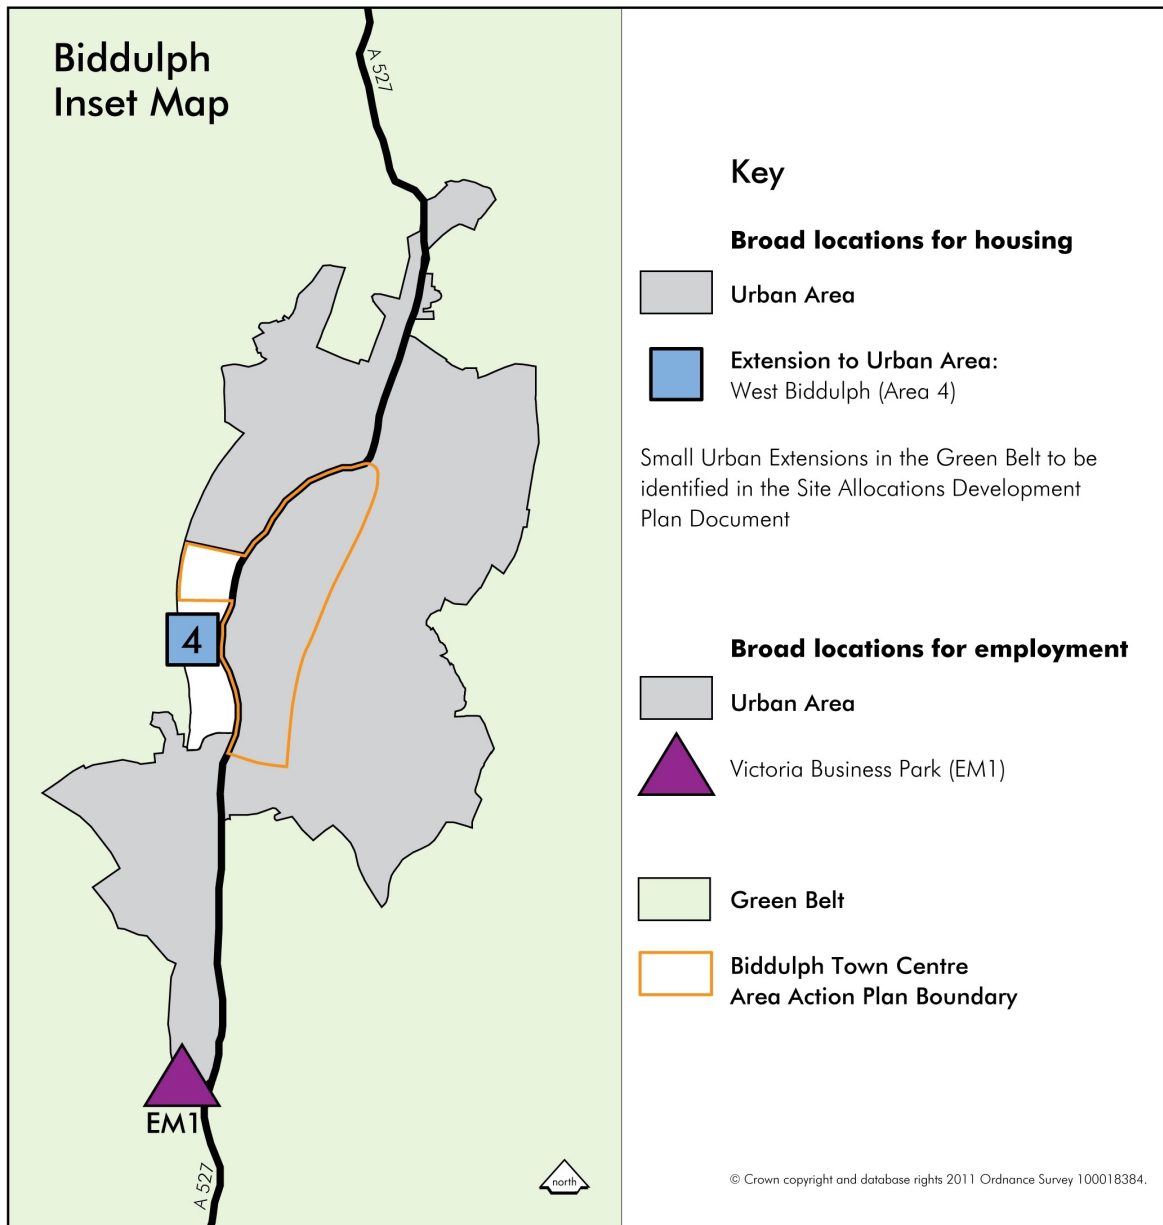 Biddulph
Inset Map
A 527
4
EM1
A 527
north
Key
Broad locations for housing
Urban Area
Extension to Urban Area:
West Biddulph (Area 4)
Small Urban Extensions in the Green Belt to be
identified in the Site Allocations Development
Plan Document
Broad locations for employment
Urban Area
Victoria Business Park (EM1)
Green Belt
Biddulph Town Centre
Area Action Plan Boundary
© Crown copyright and database rights 2011 Ordnance Survey 100018384.